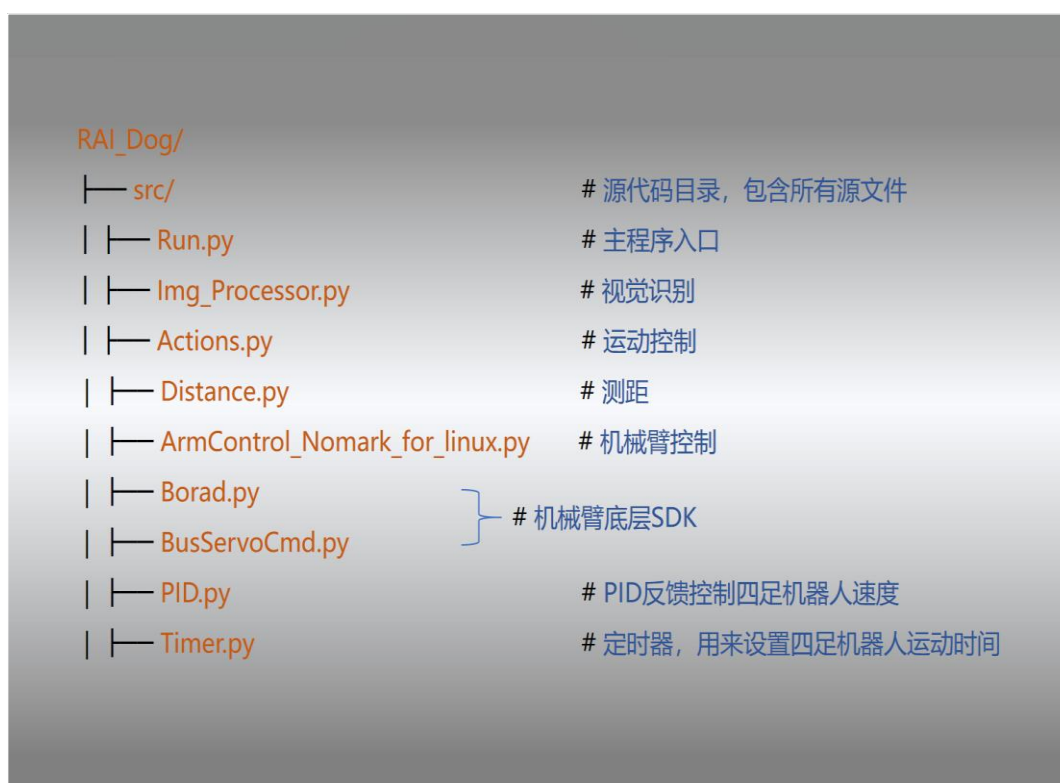 RAI_Dog/
├── src/ # 源代码目录，包含所有源文件
│ ├── Run.py # 主程序入口
│ ├── Img_Processor.py # 视觉识别
│ ├── Actions.py # 运动控制
│ ├── Distance.py # 测距
│ ├── ArmControl_Nomark_for_linux.py # 机械臂控制
│ ├── Borad.py
# 机械臂底层SDK
│ ├── BusServoCmd.py
│ ├── PID.py # PID反馈控制四足机器人速度
│ ├── Timer.py # 定时器，用来设置四足机器人运动时间